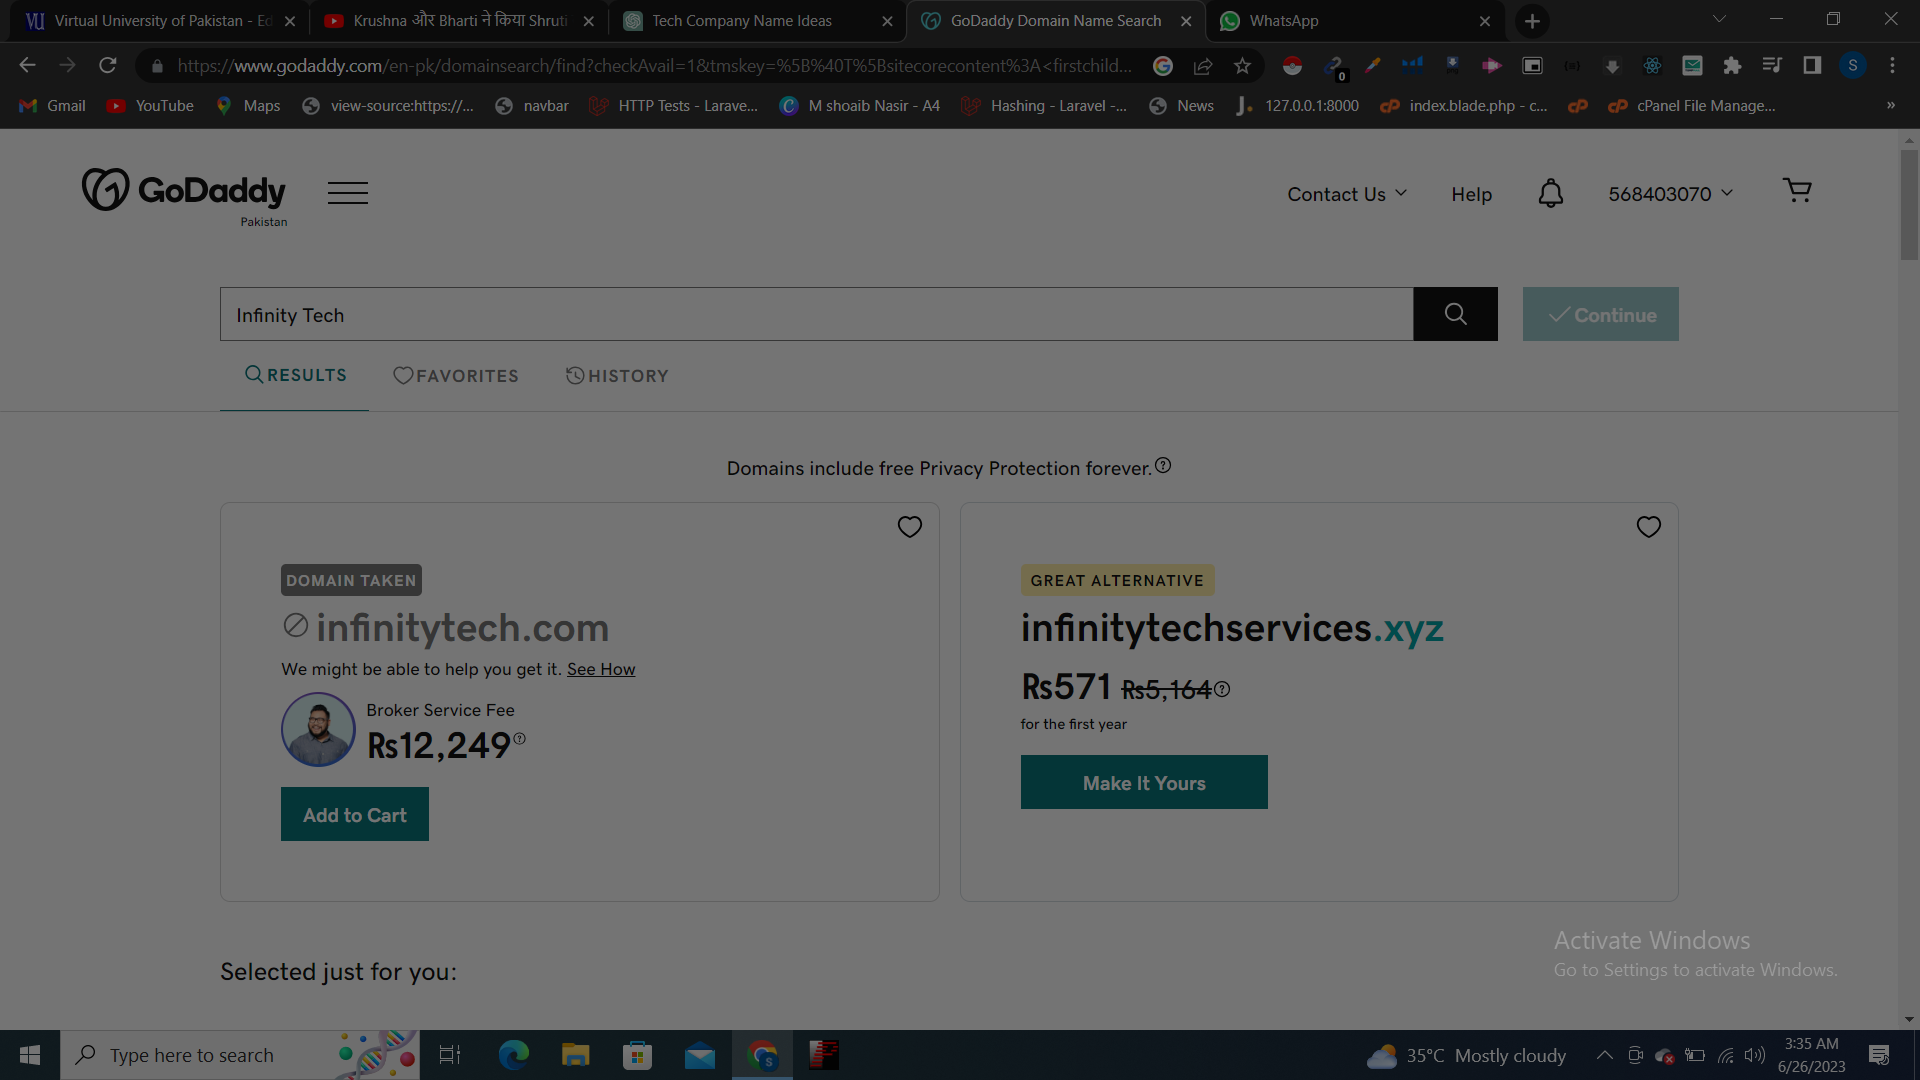 Virtual University of Pakistan - Ed
Krushna और Bharti ने किया Shruti
Tech Company Name Ideas
GoDaddy Domain Name Search
WhatsApp
https://www.godaddy.com/en-pk/domainsearch/find?checkAvail=1&tmskey=%5B%40T%5Bsitecorecontent%3A<firstchild...
0
S
Gmail
YouTube
Maps
view-source:https://...
navbar
HTTP Tests - Larave...
M shoaib Nasir - A4
Hashing - Laravel -...
News
127.0.0.1:8000
index.blade.php - c...
cPanel File Manage...
»
GoDaddy
Pakistan
Contact Us
Help
568403070
Infinity Tech
Continue
RESULTS
FAVORITES
HISTORY
Domains include free Privacy Protection forever.
DOMAIN TAKEN
infinitytech.com
We might be able to help you get it. See How
Broker Service Fee
₨12,249
Add to Cart
GREAT ALTERNATIVE
infinitytechservices.xyz
₨571 ₨5,164
for the first year
Make It Yours
Selected just for you:
Activate Windows
Go to Settings to activate Windows.
Type here to search
35°C Mostly cloudy
3:35 AM
6/26/2023